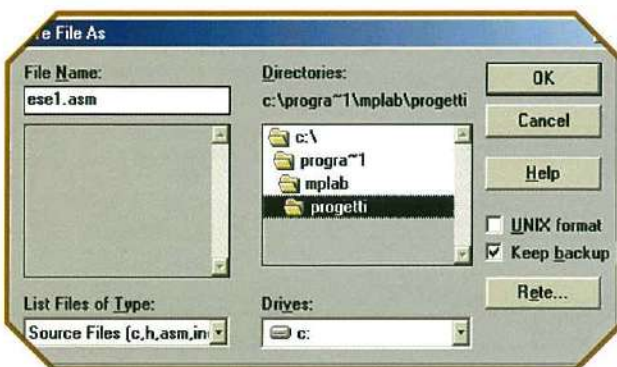 File As
File Name:
ese1.asm
Directories:
c:\progra~1\mplab\progetti
c:\
progra~1
mplab
progetti
OK
Cancel
Help
UNIX format
Keep backup
Rete...
List Files of Type:
Source Files (c,h,asm,in
Drives:
c: